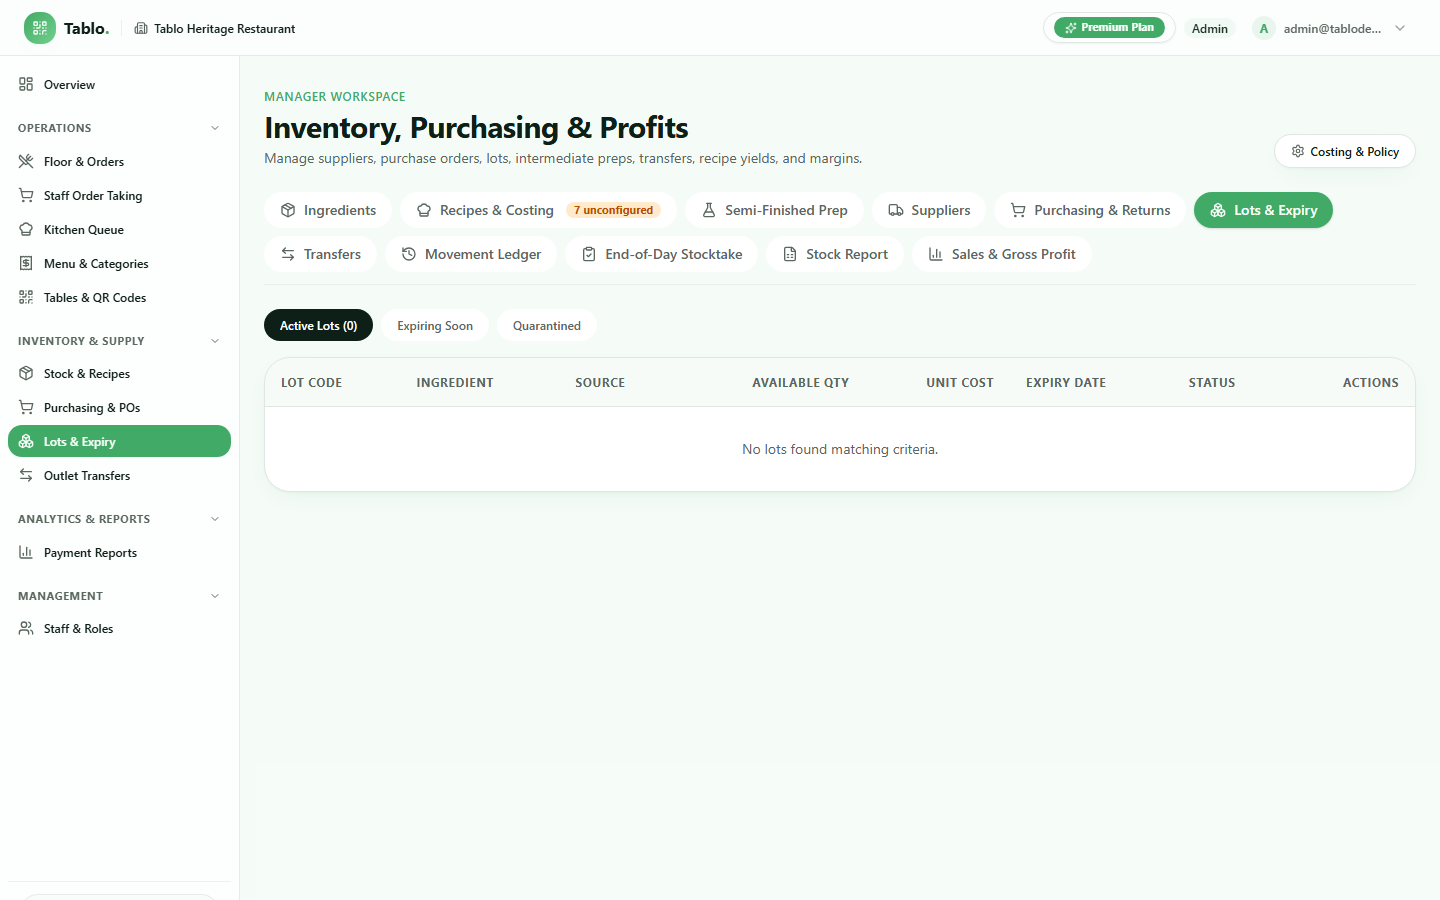 Tablo.
Tablo Heritage Restaurant
Premium Plan
Admin
A
admin@tablode...
Overview
OPERATIONS
Floor & Orders
Staff Order Taking
Kitchen Queue
Menu & Categories
Tables & QR Codes
INVENTORY & SUPPLY
Stock & Recipes
Purchasing & POs
Lots & Expiry
Outlet Transfers
ANALYTICS & REPORTS
Payment Reports
MANAGEMENT
Staff & Roles
MANAGER WORKSPACE
Inventory, Purchasing & Profits
Manage suppliers, purchase orders, lots, intermediate preps, transfers, recipe yields, and margins.
Costing & Policy
Ingredients
Recipes & Costing 7 unconfigured
Semi-Finished Prep
Suppliers
Purchasing & Returns
Lots & Expiry
Transfers
Movement Ledger
End-of-Day Stocktake
Stock Report
Sales & Gross Profit
Active Lots (0)
Expiring Soon
Quarantined
LOT CODE INGREDIENT SOURCE AVAILABLE QTY UNIT COST EXPIRY DATE STATUS ACTIONS
No lots found matching criteria.